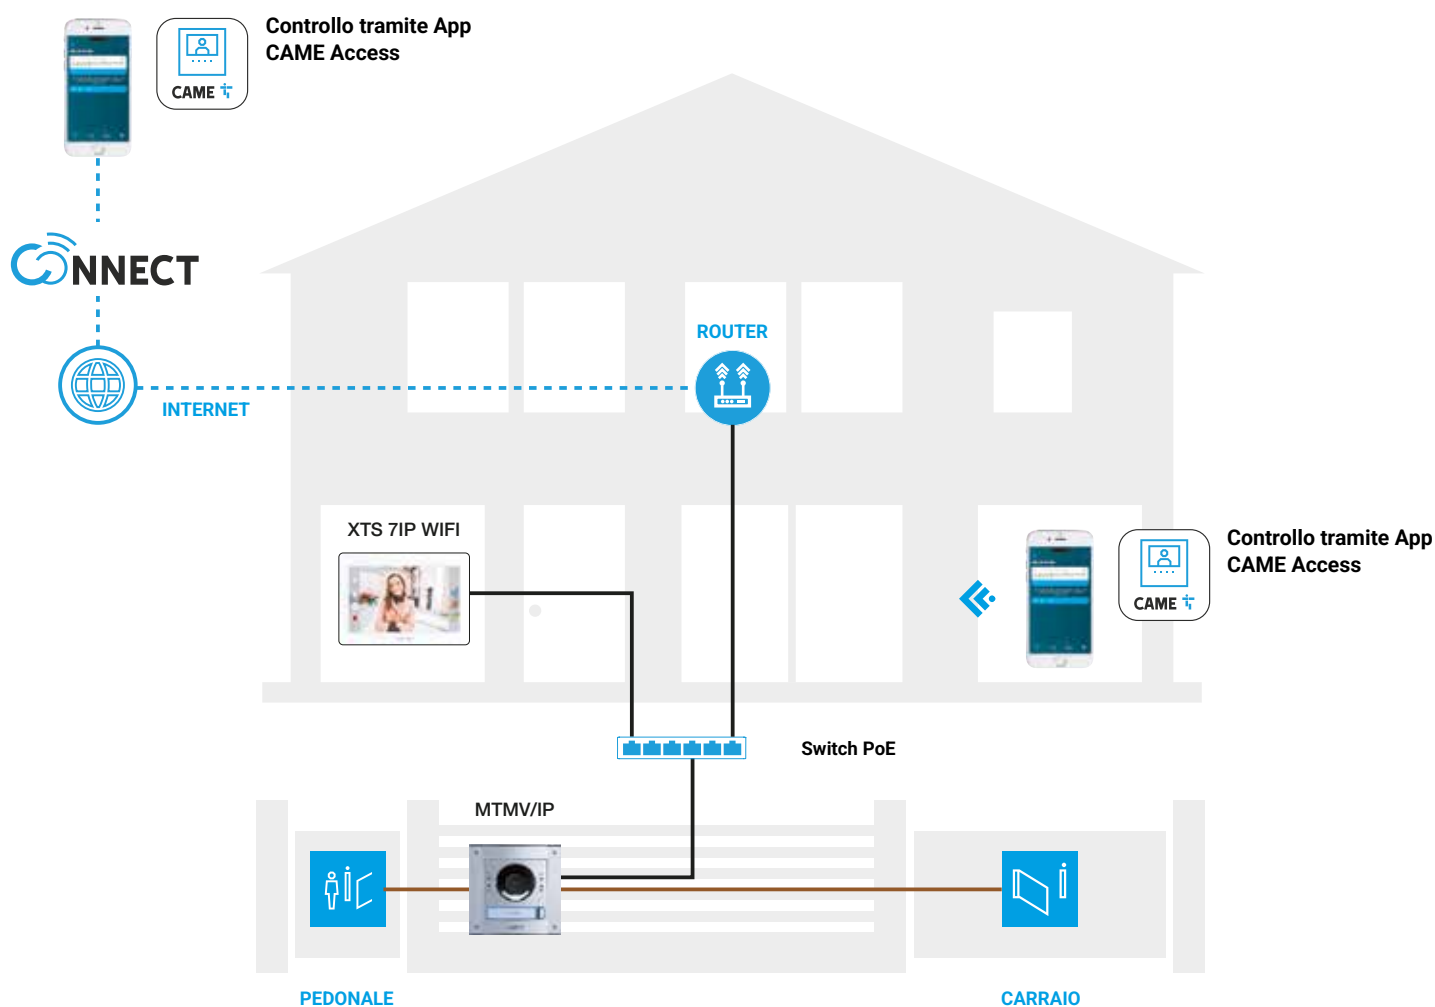 Controllo tramite App
CAME Access
CAME
CONNECT
ROUTER
INTERNET
XTS 7IP WIFI
Controllo tramite App
CAME Access
CAME
Switch PoE
MTMV/IP
PEDONALE
CARRAIO